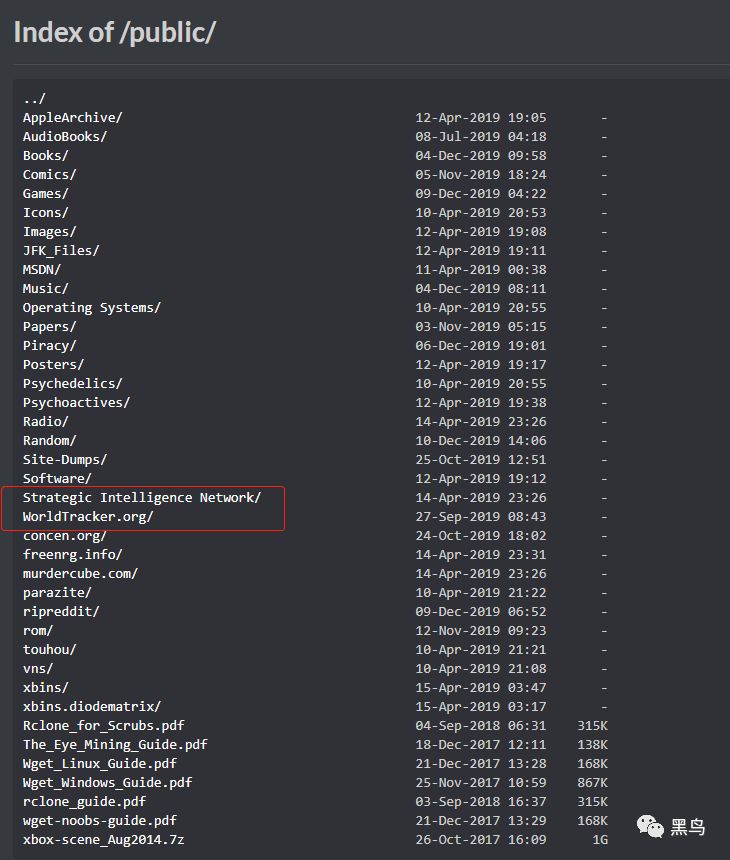 Index of /public/
../
AppleArchive/ 12-Apr-2019 19:05 -
AudioBooks/ 08-Jul-2019 04:18 -
Books/ 04-Dec-2019 09:58 -
Comics/ 05-Nov-2019 18:24 -
Games/ 09-Dec-2019 04:22 -
Icons/ 10-Apr-2019 20:53 -
Images/ 12-Apr-2019 19:08 -
JFK_Files/ 12-Apr-2019 19:11 -
MSDN/ 11-Apr-2019 00:38 -
Music/ 04-Dec-2019 08:11 -
Operating Systems/ 10-Apr-2019 20:55 -
Papers/ 03-Nov-2019 05:15 -
Piracy/ 06-Dec-2019 19:01 -
Posters/ 12-Apr-2019 19:17 -
Psychedelics/ 10-Apr-2019 20:55 -
Psychoactives/ 12-Apr-2019 19:38 -
Radio/ 14-Apr-2019 23:26 -
Random/ 10-Dec-2019 14:06 -
Site-Dumps/ 25-Oct-2019 12:51 -
Software/ 12-Apr-2019 19:12 -
Strategic Intelligence Network/ 14-Apr-2019 23:26 -
WorldTracker.org/ 27-Sep-2019 08:43 -
concen.org/ 24-Oct-2019 18:02 -
freenrg.info/ 14-Apr-2019 23:31 -
murdercube.com/ 14-Apr-2019 23:26 -
parazite/ 10-Apr-2019 21:22 -
ripreddit/ 09-Dec-2019 06:52 -
rom/ 12-Nov-2019 09:23 -
touhou/ 10-Apr-2019 21:21 -
vns/ 10-Apr-2019 21:08 -
xbins/ 15-Apr-2019 03:47 -
xbins.diodematrix/ 15-Apr-2019 03:17 -
Rclone_for_Scrubs.pdf 04-Sep-2018 06:31 315K
The_Eye_Mining_Guide.pdf 18-Dec-2017 12:11 138K
Wget_Linux_Guide.pdf 21-Dec-2017 13:28 168K
Wget_Windows_Guide.pdf 25-Nov-2017 10:59 867K
rclone_guide.pdf 03-Sep-2018 16:37 315K
wget-noobs-guide.pdf 21-Dec-2017 13:29 168K
xbox-scene_Aug2014.7z 26-Oct-2017 16:09 1G
黑鸟